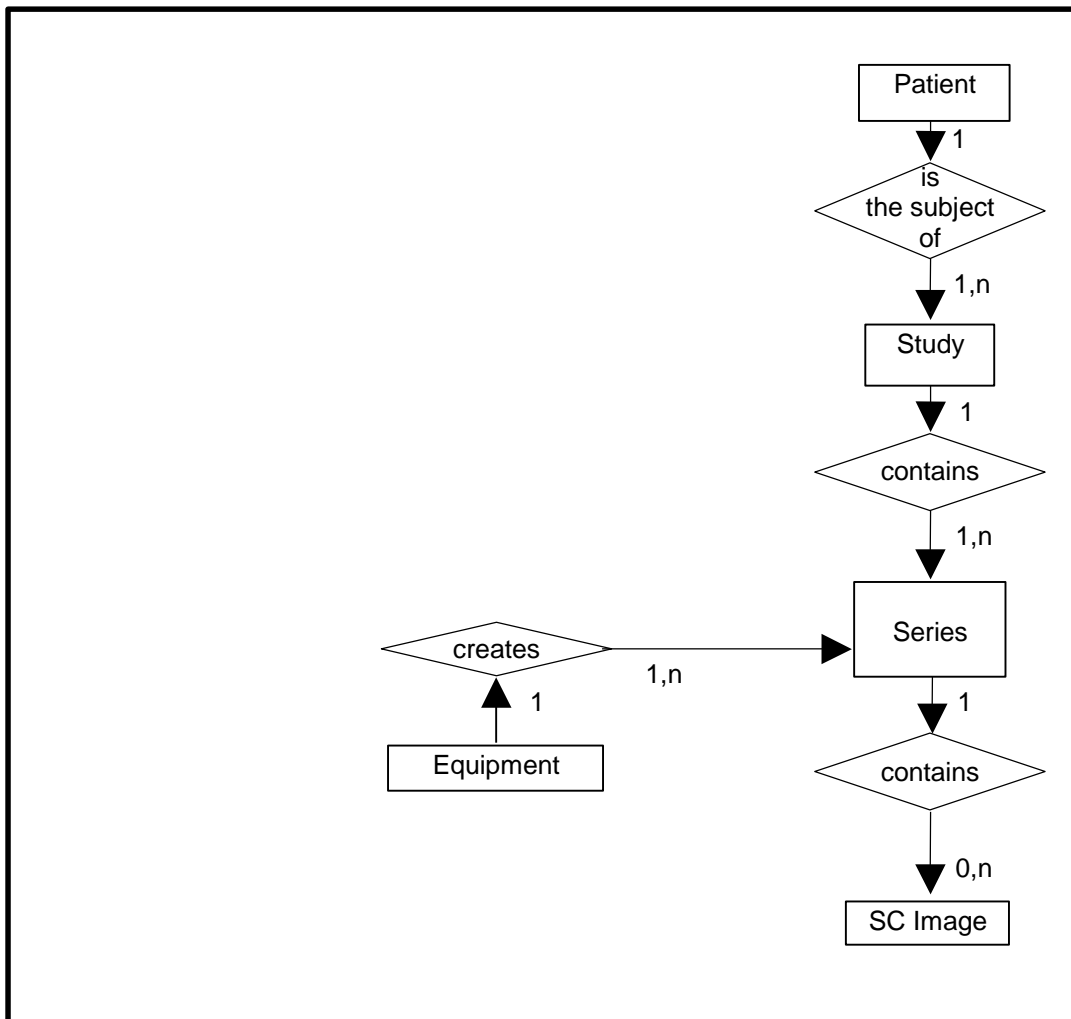 Patient
1
is
the subject
of
1,n
Study
1
contains
1,n
Series
creates
1,n
1
1
Equipment
contains
0,n
SC Image